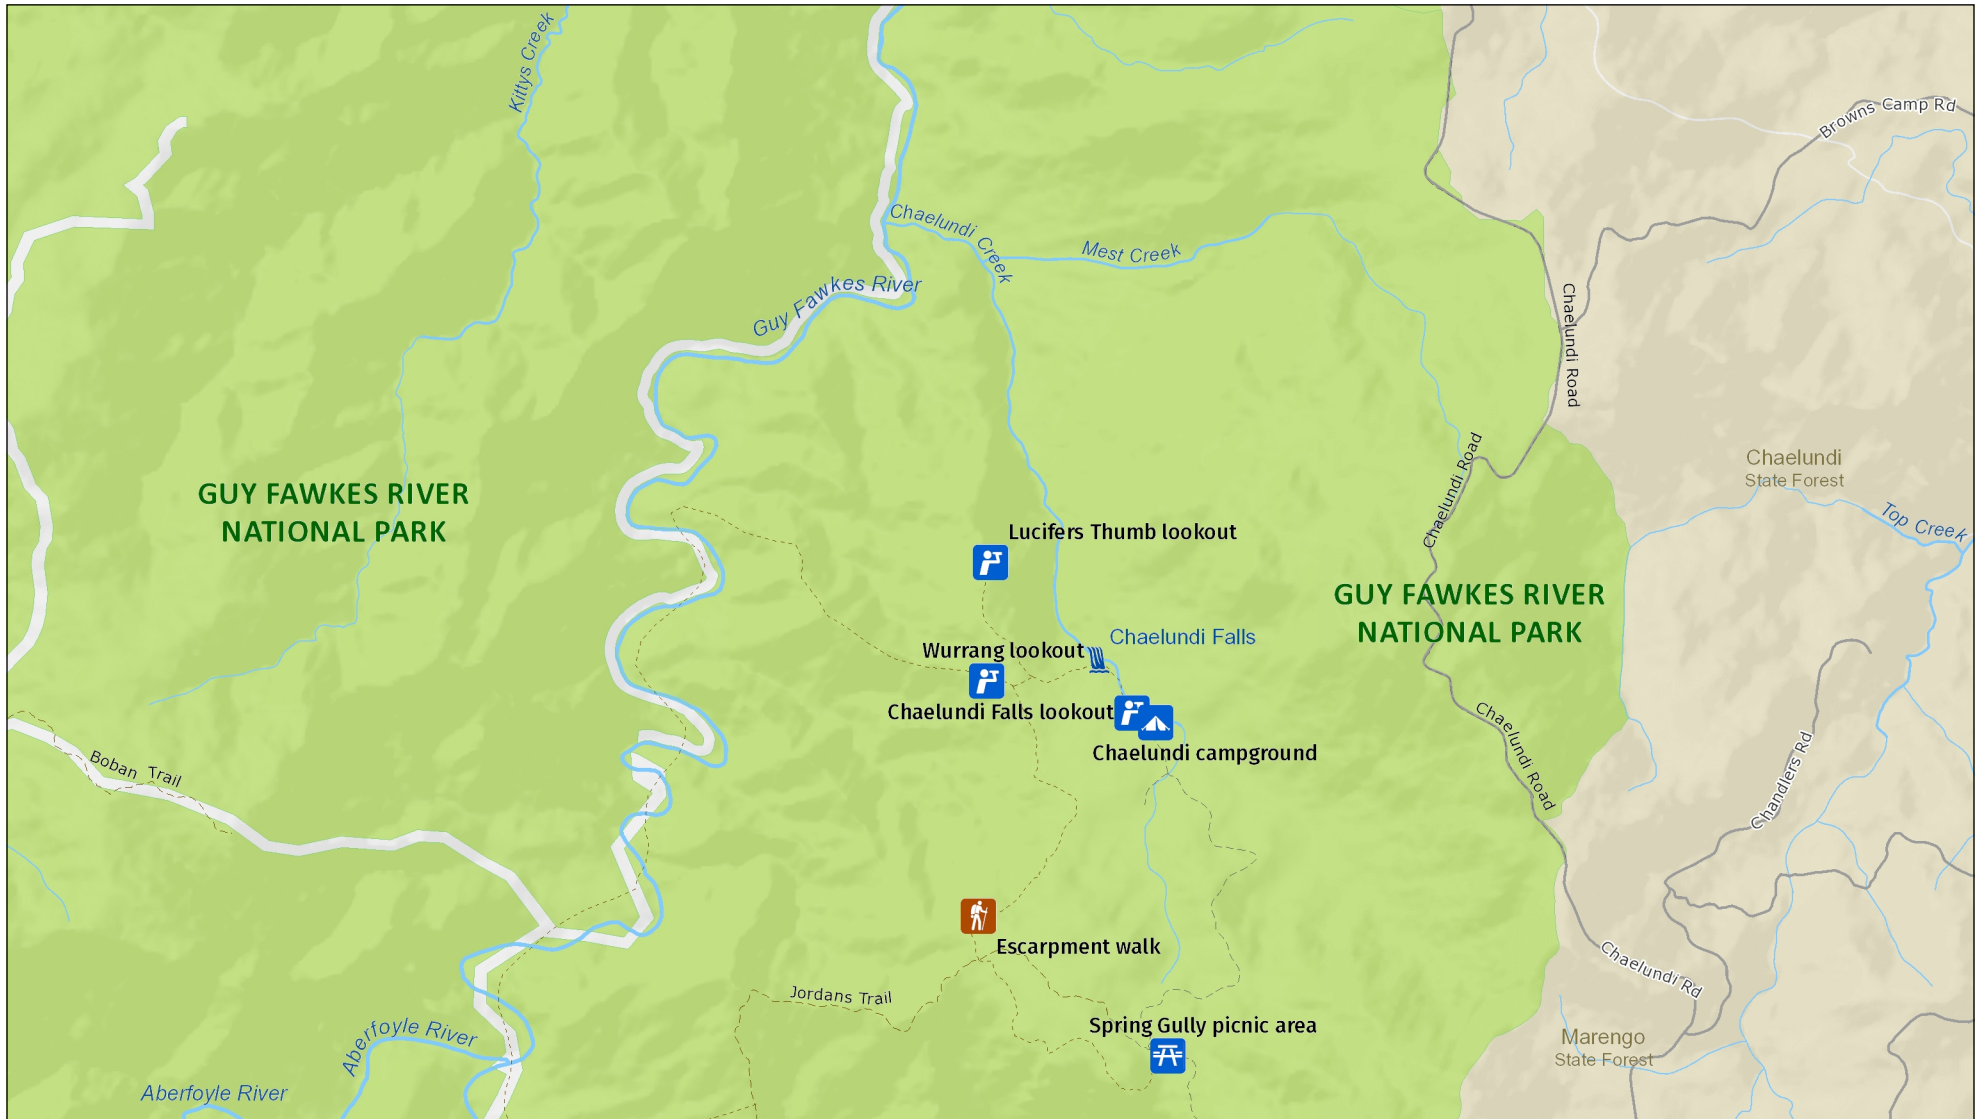 Kittys Creek
Browns Camp Rd
Chaelundi Creek
Mest Creek
Guy Fawkes River
Chaelundi Road
Chaelundi
State Forest
GUY FAWKES RIVER
NATIONAL PARK
Chaelundi Road
Top Creek
Lucifers Thumb lookout
GUY FAWKES RIVER
NATIONAL PARK
Chaelundi Falls
Wurrang lookout
Chaelundi Falls lookout
Chaelundi campground
Chaelundi Road
Boban Trail
Chandlers Rd
Escarpment walk
Chaelundi Rd
Jordans Trail
Spring Gully picnic area
Aberfoyle River
Marengo
State Forest
Aberfoyle River